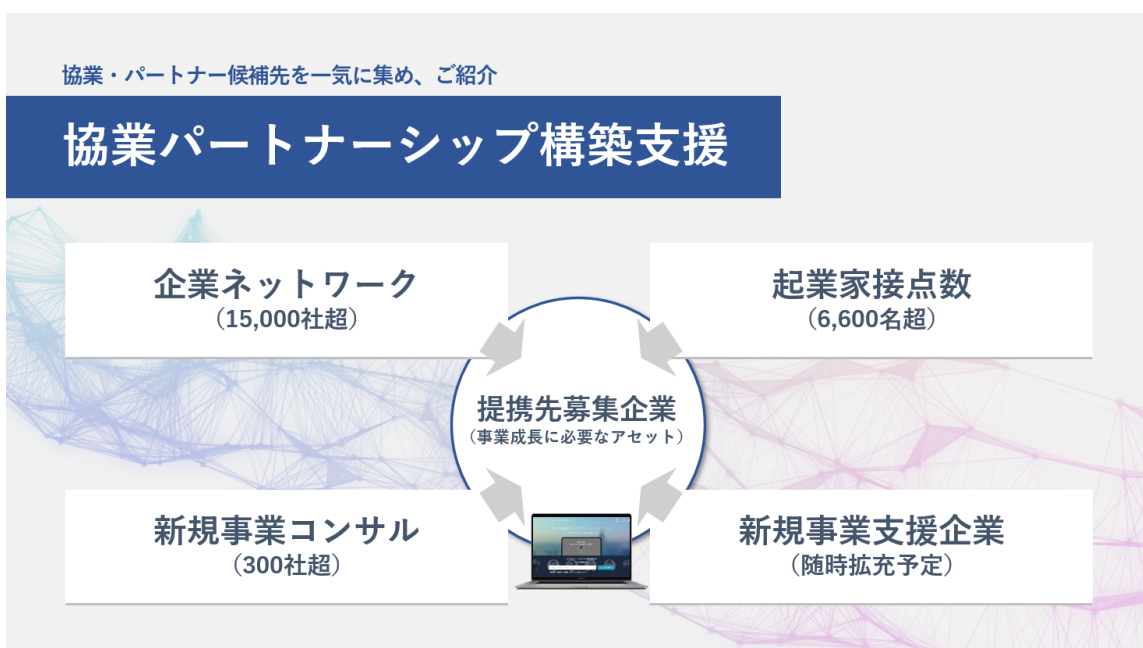 協業・パートナー候補先を一気に集め、ご紹介
協業パートナーシップ構築支援
企業ネットワーク
（15,000社超）
起業家接点数
（6,600名超）
提携先募集企業
（事業成長に必要なアセット）
新規事業コンサル
（300社超）
新規事業支援企業
（随時拡充予定）